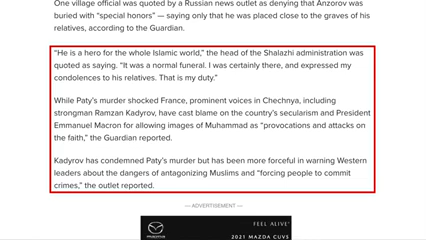 One village official was quoted by a Russian news outlet as denying that Anzorov was
buried with “special honors” — saying only that he was placed close to the graves of his
relatives, according to the Guardian.
“He is a hero for the whole Islamic world,” the head of the Shalazhi administration was
quoted as saying. “It was a normal funeral. I was certainly there, and expressed my
condolences to his relatives. That is my duty.”
While Paty’s murder shocked France, prominent voices in Chechnya, including
strongman Ramzan Kadyrov, have cast blame on the country’s secularism and President
Emmanuel Macron for allowing images of Muhammad as “provocations and attacks on
the faith,” the Guardian reported.
Kadyrov has condemned Paty’s murder but has been more forceful in warning Western
leaders about the dangers of antagonizing Muslims and “forcing people to commit
crimes,” the outlet reported.
— ADVERTISEMENT —
FEEL ALIVE
mazda
2021 MAZDA CUVS